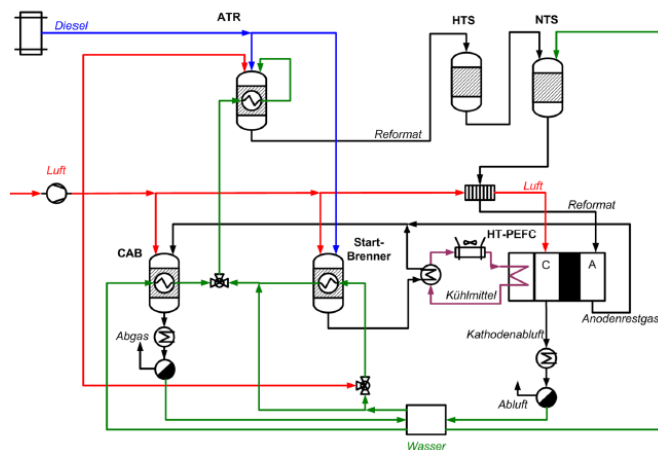 ATR
HTS
NTS
Diesel
Reformat
Luft
Luft
Reformat
CAB
Start-
Brenner
HT-PEFC
C
A
Kühlmittel
Anodenrestgas
Abgas
Kathodenabluft
Abluft
Wasser